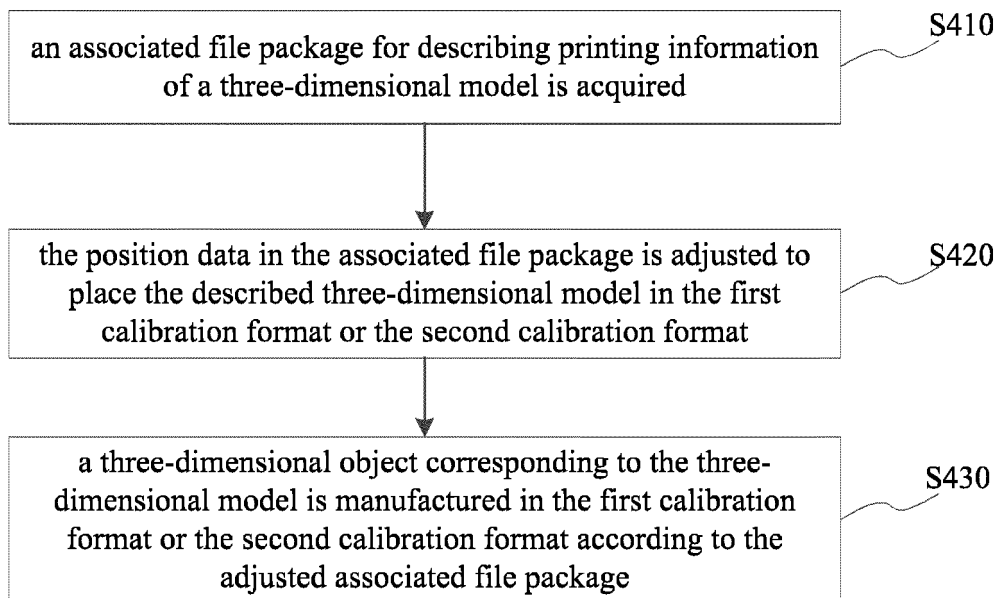 S410
an associated file package for describing printing information
of a three-dimensional model is acquired
S420
the position data in the associated file package is adjusted to
place the described three-dimensional model in the first
calibration format or the second calibration format
S430
a three-dimensional object corresponding to the three-
dimensional model is manufactured in the first calibration
format or the second calibration format according to the
adjusted associated file package